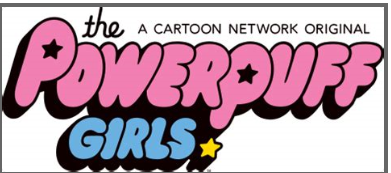 the A CARTOON NETWORK ORIGINAL
POWERPUFF
GIRLS